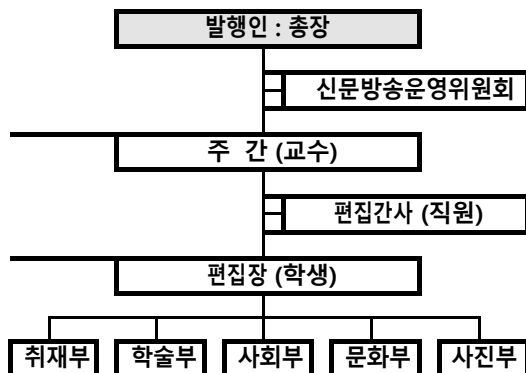 발행인 : 총장
신문방송운영위원회
주 간 (교수)
편집간사 (직원)
편집장 (학생)
취재부 학술부 사회부 문화부 사진부